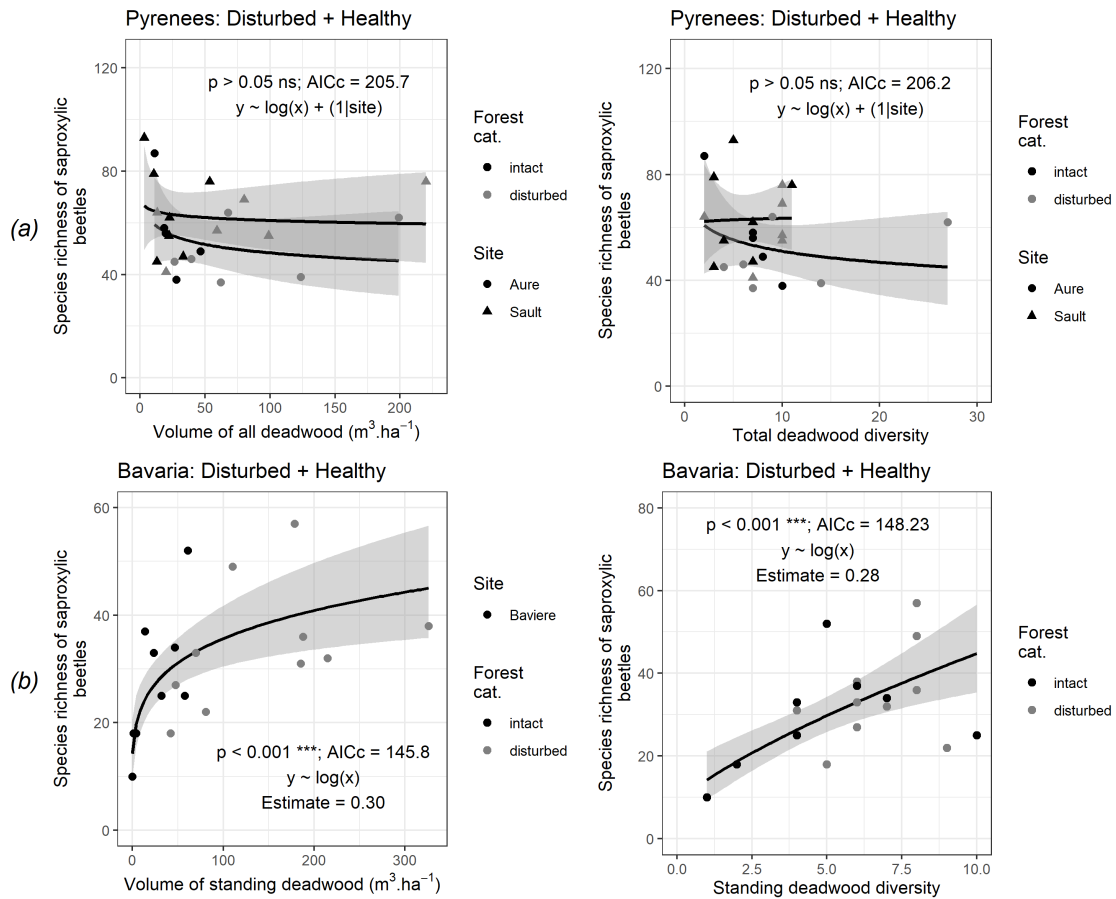 Pyrenees: Disturbed + Healthy
p > 0.05 ns; AICc = 205.7
y ~ log(x) + (1|site)
120
80
40
0
0 50 100 150 200
Volume of all deadwood (m³.ha⁻¹)
Species richness of saproxylic
beetles
(a)
Forest
cat.
intact
disturbed
Site
Aure
Sault
Pyrenees: Disturbed + Healthy
p > 0.05 ns; AICc = 206.2
y ~ log(x) + (1|site)
120
80
40
0
0 10 20 30
Total deadwood diversity
Species richness of saproxylic
beetles
Forest
cat.
intact
disturbed
Site
Aure
Sault
Bavaria: Disturbed + Healthy
60
40
20
0
p < 0.001 ***; AICc = 145.8
y ~ log(x)
Estimate = 0.30
0 100 200 300
Volume of standing deadwood (m³.ha⁻¹)
Species richness of saproxylic
beetles
(b)
Site
Baviere
Forest
cat.
intact
disturbed
Bavaria: Disturbed + Healthy
p < 0.001 ***; AICc = 148.23
y ~ log(x)
Estimate = 0.28
80
60
40
20
0
0.0 2.5 5.0 7.5 10.0
Standing deadwood diversity
Species richness of saproxylic
beetles
Forest
cat.
intact
disturbed